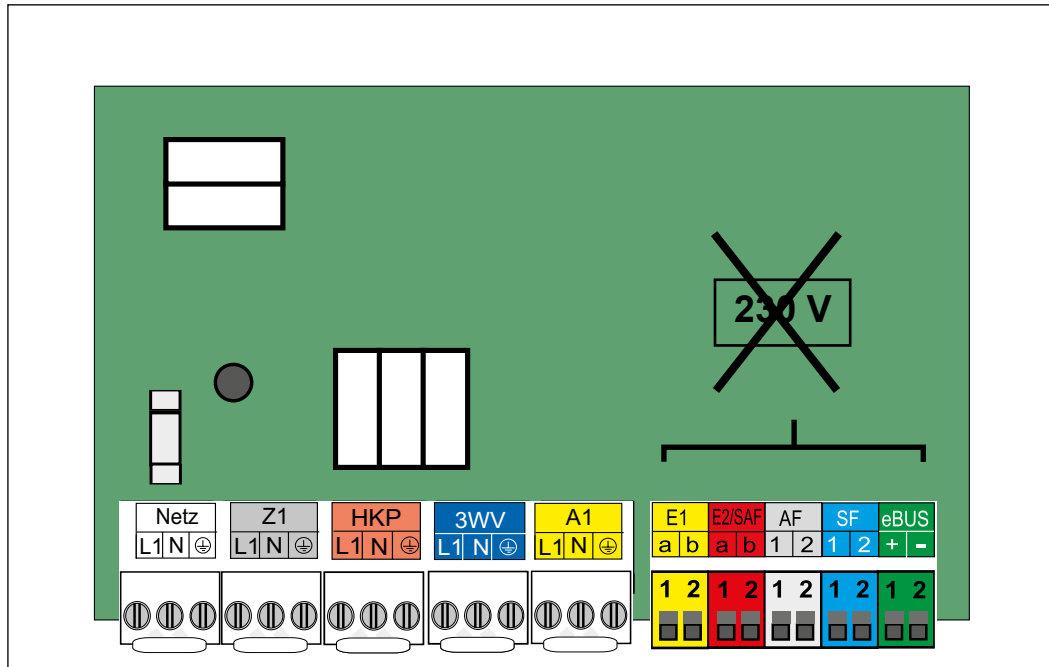 230 V
Netz Z1 HKP 3WV A1 E1 E2/SAF AF SF eBUS
L1 N ⏚ L1 N ⏚ L1 N ⏚ L1 N ⏚ L1 N ⏚ a b a b 1 2 1 2 + -
1 2 1 2 1 2 1 2 1 2